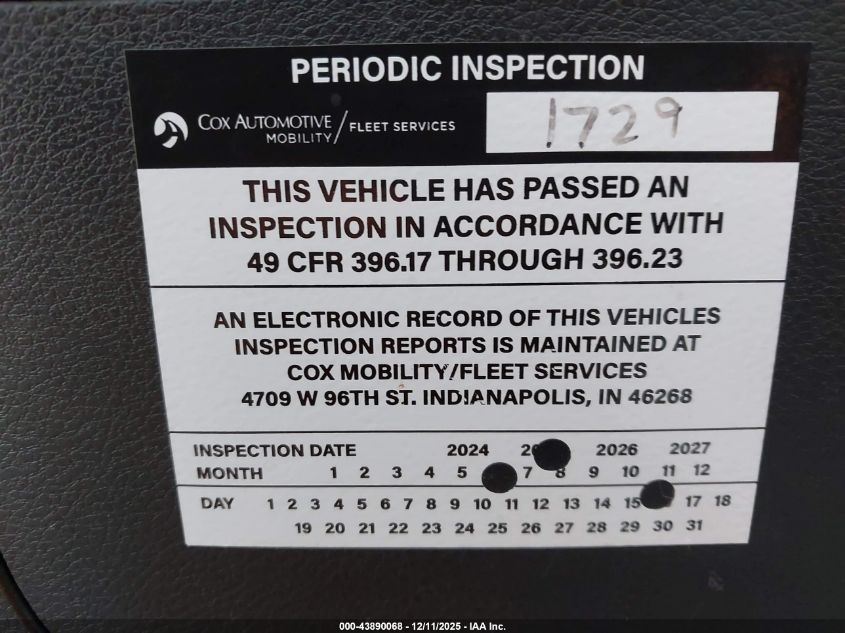 PERIODIC INSPECTION
COX AUTOMOTIVE
MOBILITY / FLEET SERVICES
1729
THIS VEHICLE HAS PASSED AN
INSPECTION IN ACCORDANCE WITH
49 CFR 396.17 THROUGH 396.23
AN ELECTRONIC RECORD OF THIS VEHICLES
INSPECTION REPORTS IS MAINTAINED AT
COX MOBILITY/FLEET SERVICES
4709 W 96TH ST. INDIANAPOLIS, IN 46268
INSPECTION DATE 2024 2026 2027
MONTH 1 2 3 4 5 7 8 9 10 11 12
DAY 1 2 3 4 5 6 7 8 9 10 11 12 13 14 15 17 18
19 20 21 22 23 24 25 26 27 28 29 30 31
000-43890068 - 12/11/2025 - IAA Inc.